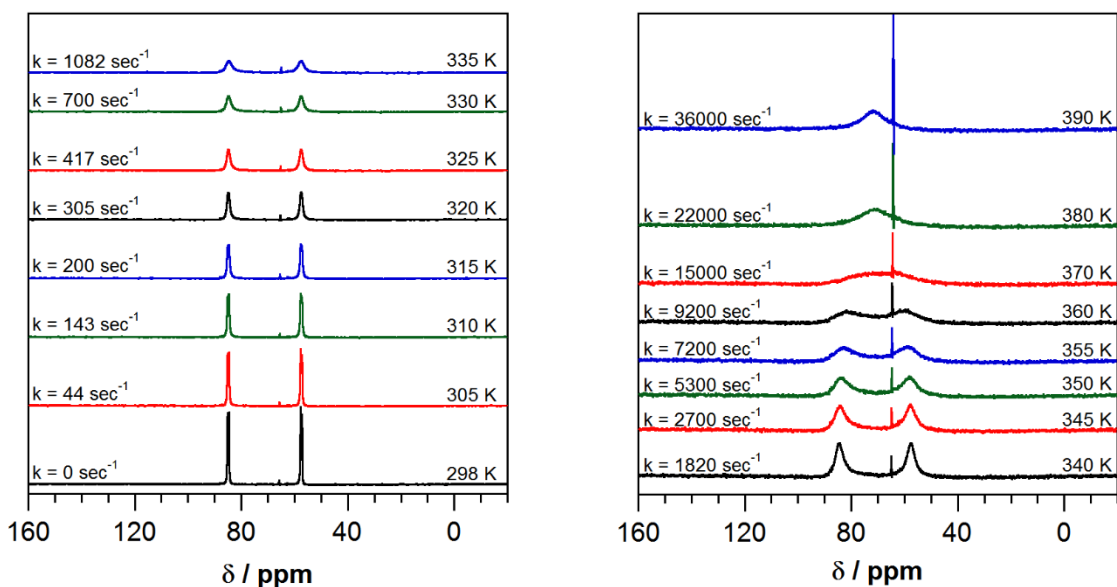 k = 1082 sec⁻¹ 335 K
k = 700 sec⁻¹ 330 K
k = 417 sec⁻¹ 325 K
k = 305 sec⁻¹ 320 K
k = 200 sec⁻¹ 315 K
k = 143 sec⁻¹ 310 K
k = 44 sec⁻¹ 305 K
k = 0 sec⁻¹ 298 K
160 120 80 40 0
δ / ppm
k = 36000 sec⁻¹ 390 K
k = 22000 sec⁻¹ 380 K
k = 15000 sec⁻¹ 370 K
k = 9200 sec⁻¹ 360 K
k = 7200 sec⁻¹ 355 K
k = 5300 sec⁻¹ 350 K
k = 2700 sec⁻¹ 345 K
k = 1820 sec⁻¹ 340 K
160 120 80 40 0
δ / ppm